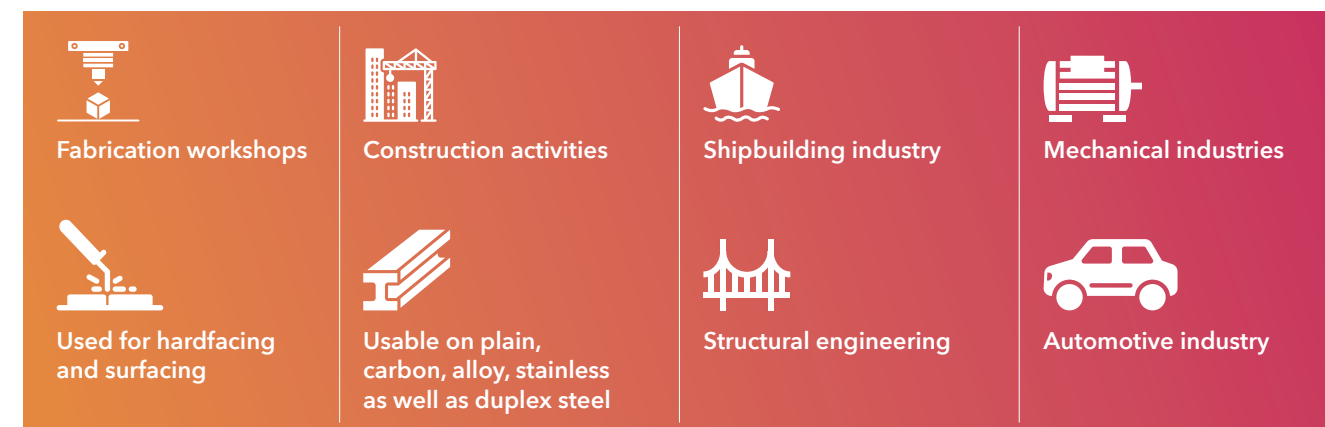 Fabrication workshops
Construction activities
Shipbuilding industry
Mechanical industries
Used for hardfacing
and surfacing
Usable on plain,
carbon, alloy, stainless
as well as duplex steel
Structural engineering
Automotive industry